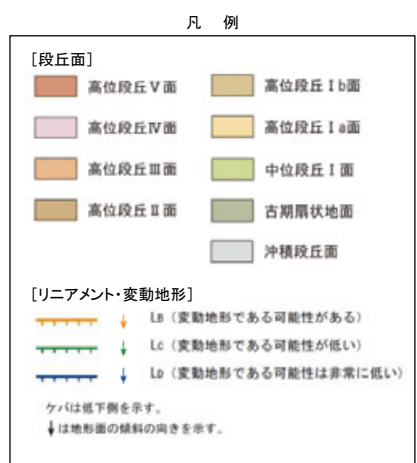 凡 例
[段丘面]
高位段丘Ⅴ面
高位段丘Ⅳ面
高位段丘Ⅲ面
高位段丘Ⅱ面
高位段丘Ⅰb面
高位段丘Ⅰa面
中位段丘Ⅰ面
古期扇状地面
沖積段丘面
[リニアメント・変動地形]
LB (変動地形である可能性がある)
LC (変動地形である可能性が低い)
LD (変動地形である可能性は非常に低い)
ケバは低下側を示す。
↓は地形面の傾斜の向きを示す。